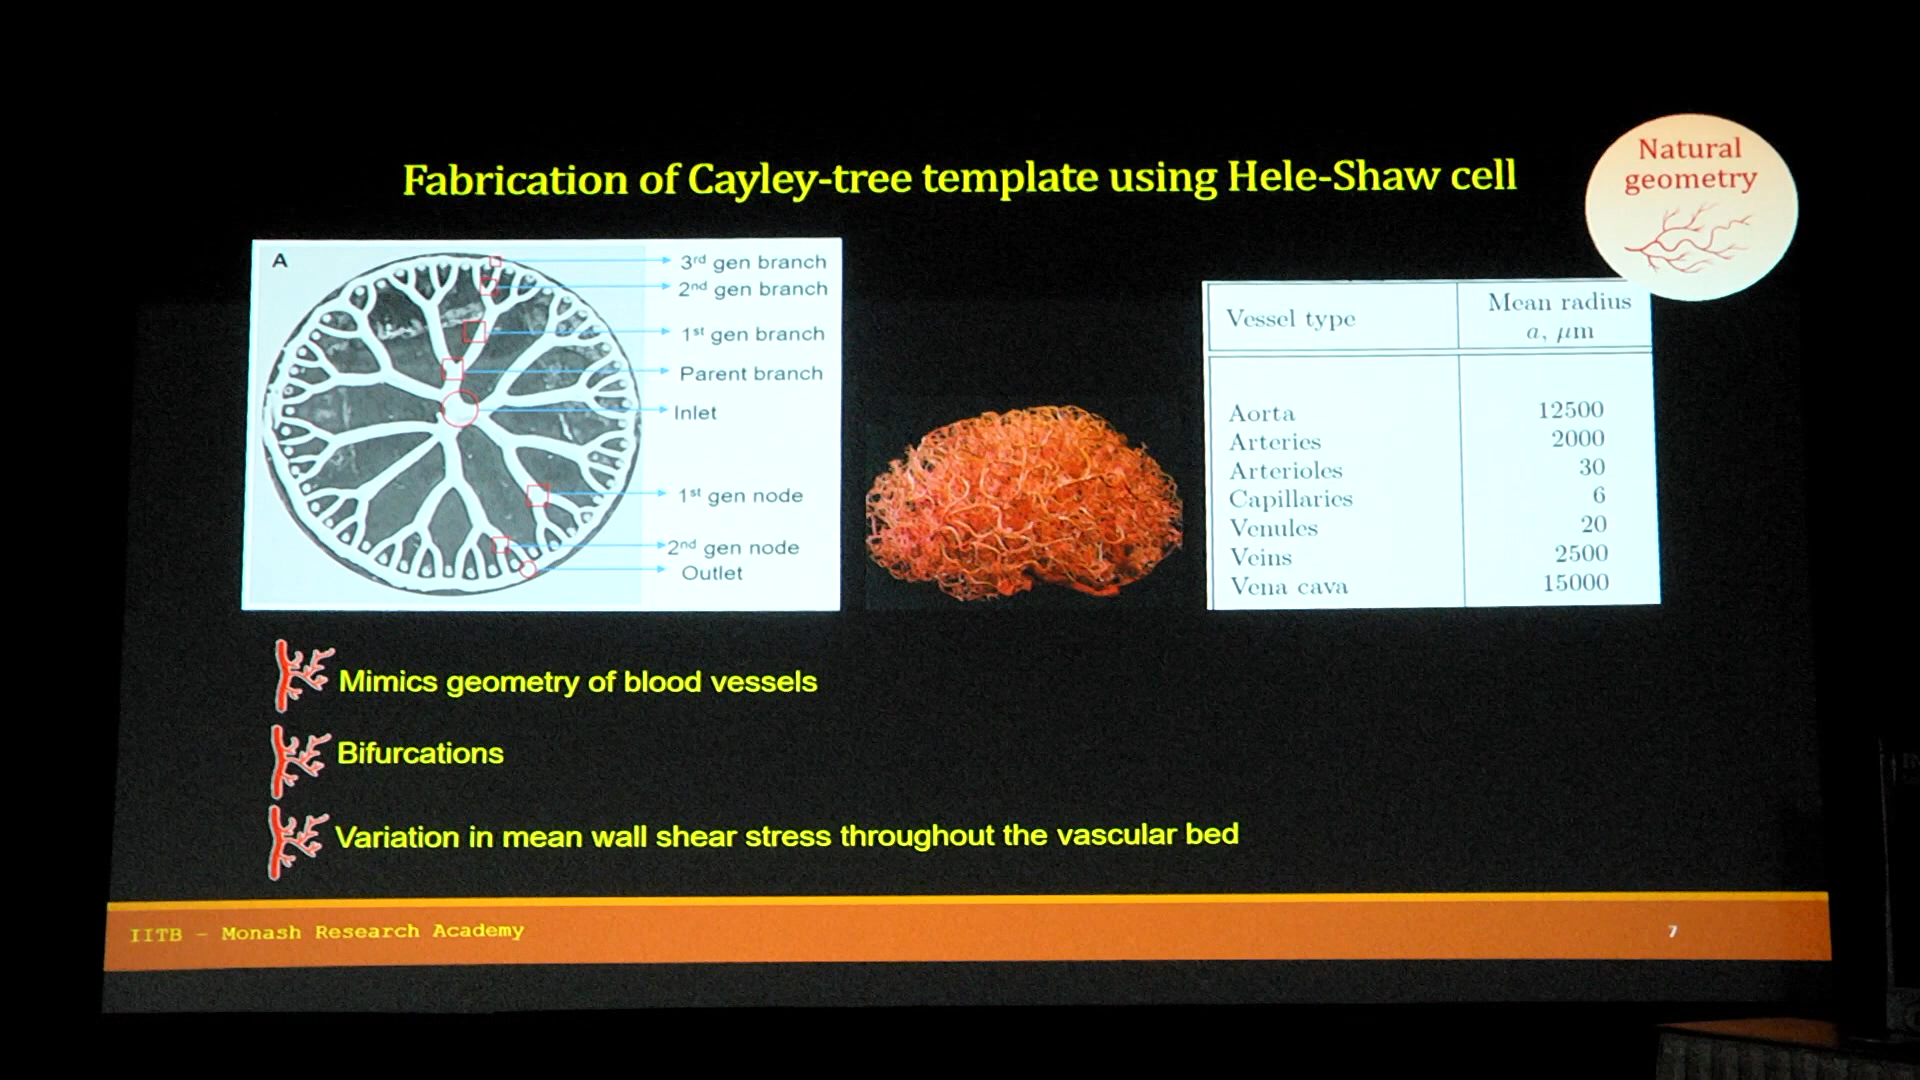 Fabrication of Cayley-tree template using Hele-Shaw cell
Natural
geometry
A
3rd gen branch
2nd gen branch
1st gen branch
Parent branch
Inlet
1st gen node
2nd gen node
Outlet
Vessel type
Mean radius
a, μm
Aorta 12500
Arteries 2000
Arterioles 30
Capillaries 6
Venules 20
Veins 2500
Vena cava 15000
Mimics geometry of blood vessels
Bifurcations
Variation in mean wall shear stress throughout the vascular bed
IITB – Monash Research Academy
7